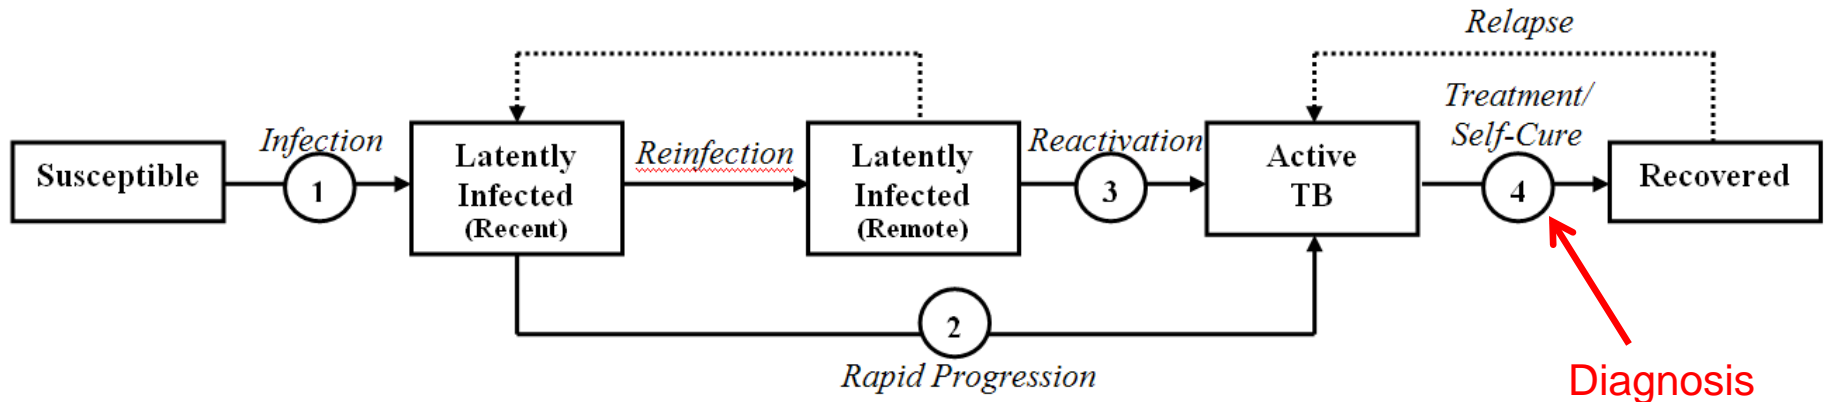 Relapse
Treatment/
Self-Cure
Infection
Reinfection
Reactivation
Susceptible
1
Latently
Infected
(Recent)
Latently
Infected
(Remote)
3
Active
TB
4
Recovered
2
Rapid Progression
Diagnosis